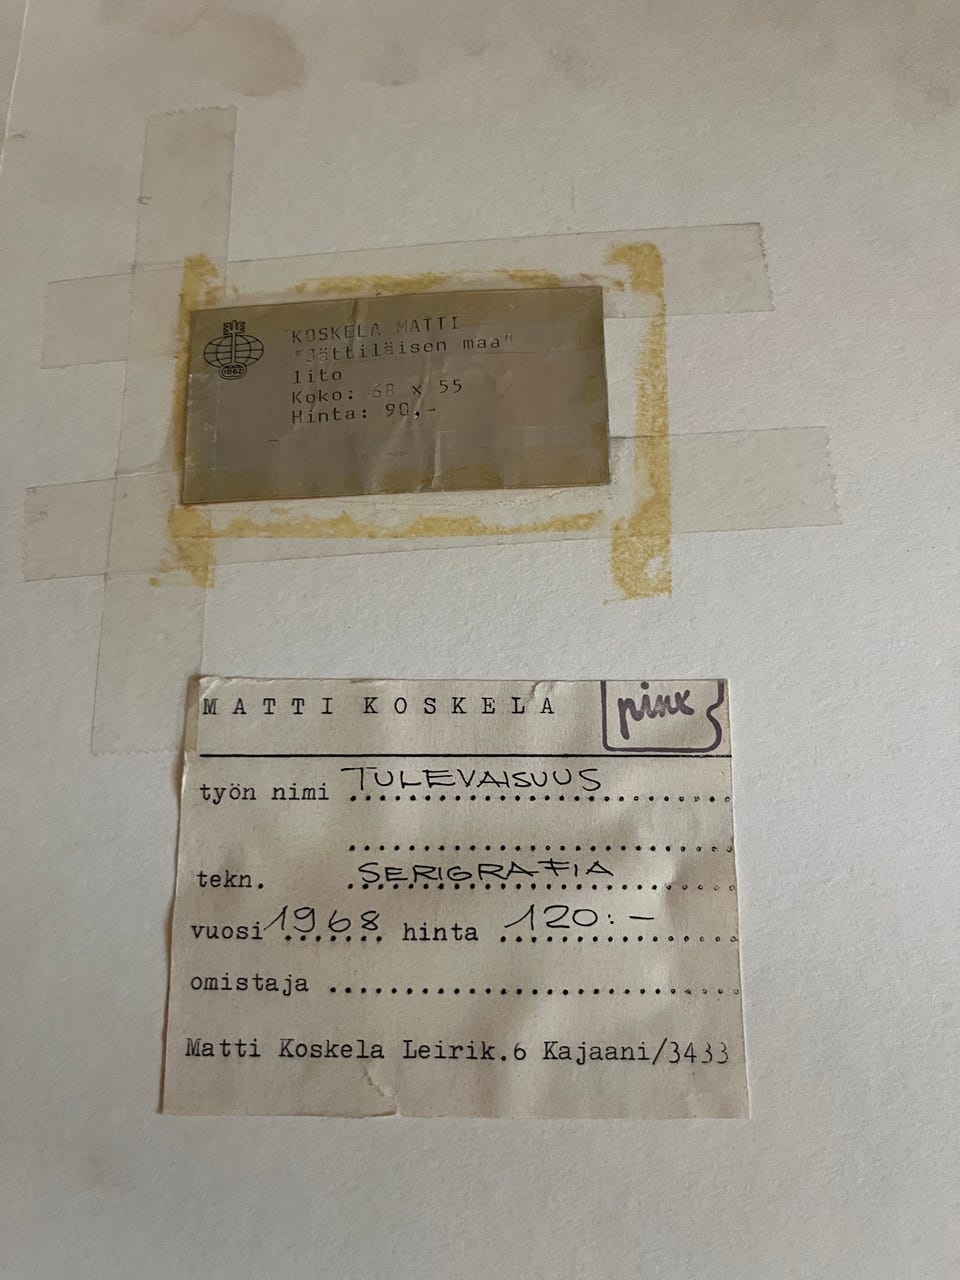 1862
KOSKELA MATTI
"Jättiläisen maa"
lito
Koko: 68 x 55
Hinta: 90,-
MATTI KOSKELA
pinx
työn nimi TULEVAISUUS
tekn. SERIGRAFIA
vuosi 1968 hinta 120:-
omistaja
Matti Koskela Leirik.6 Kajaani/3433